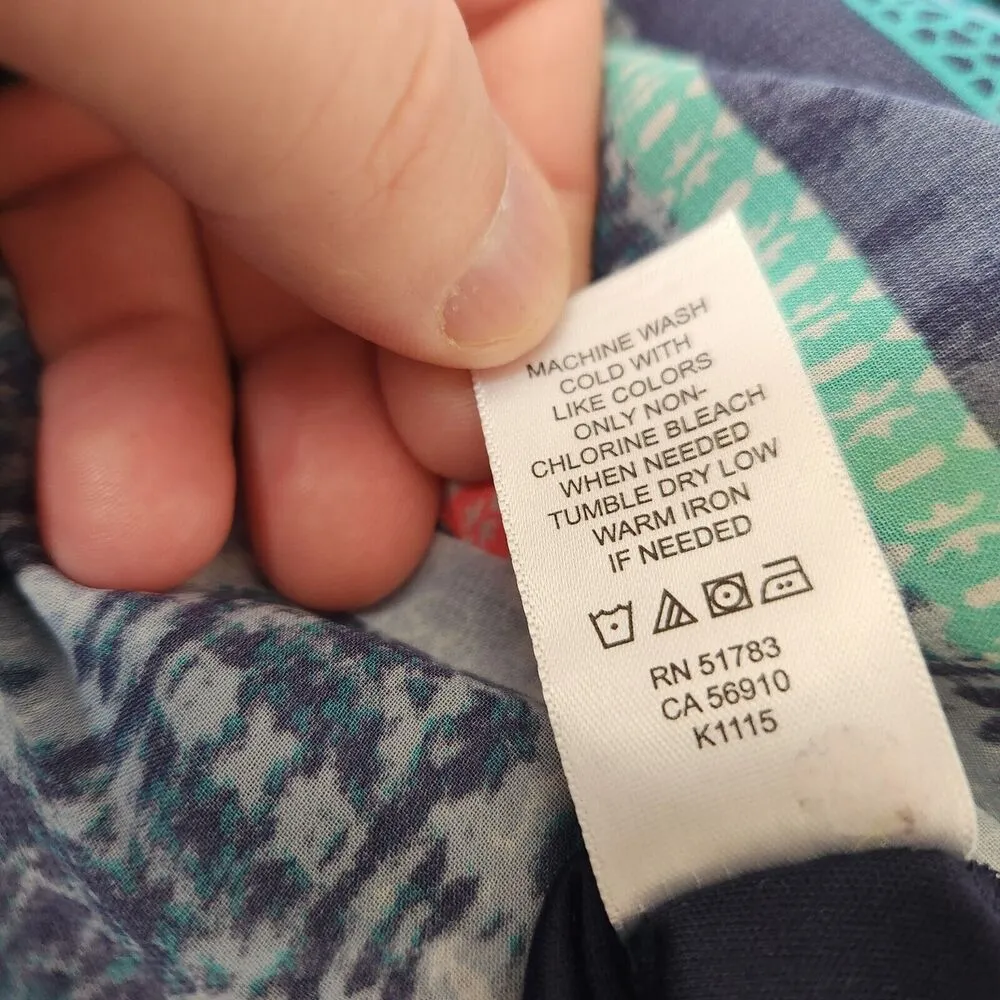 MACHINE WASH
COLD WITH
LIKE COLORS
ONLY NON-
CHLORINE BLEACH
WHEN NEEDED
TUMBLE DRY LOW
WARM IRON
IF NEEDED
RN 51783
CA 56910
K1115